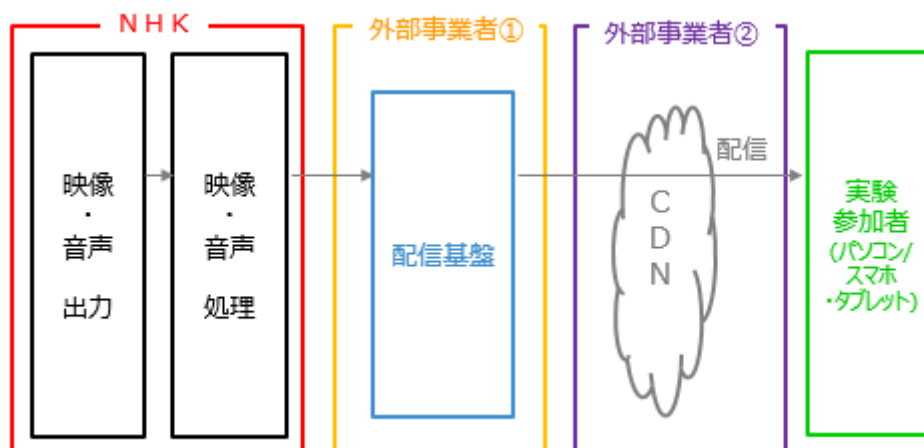 ＮＨＫ
映像
・
音声
出力
映像
・
音声
処理
外部事業者①
配信基盤
外部事業者②
CDN
配信
実験
参加者
(パソコン/
スマホ
・タブレット)